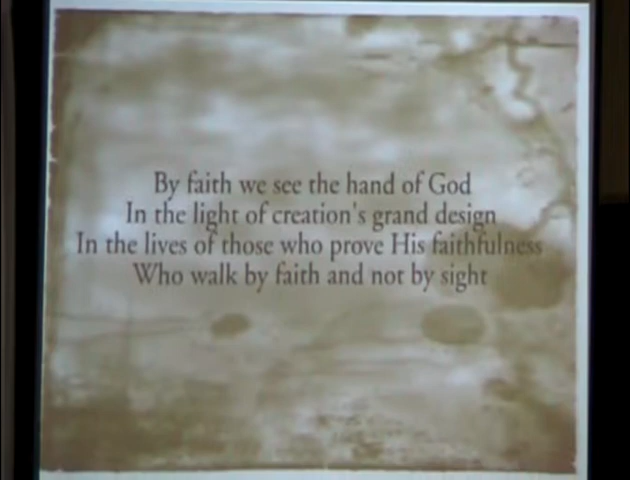 By faith we see the hand of God
In the light of creation's grand design
In the lives of those who prove His faithfulness
Who walk by faith and not by sight